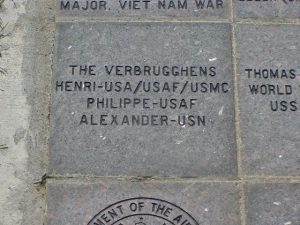 MAJOR, VIET NAM WAR
THE VERBRUGGHENS
HENRI-USA/USAF/USMC
PHILIPPE-USAF
ALEXANDER-USN
THOMAS
WORLD
USS
MENT OF THE AI